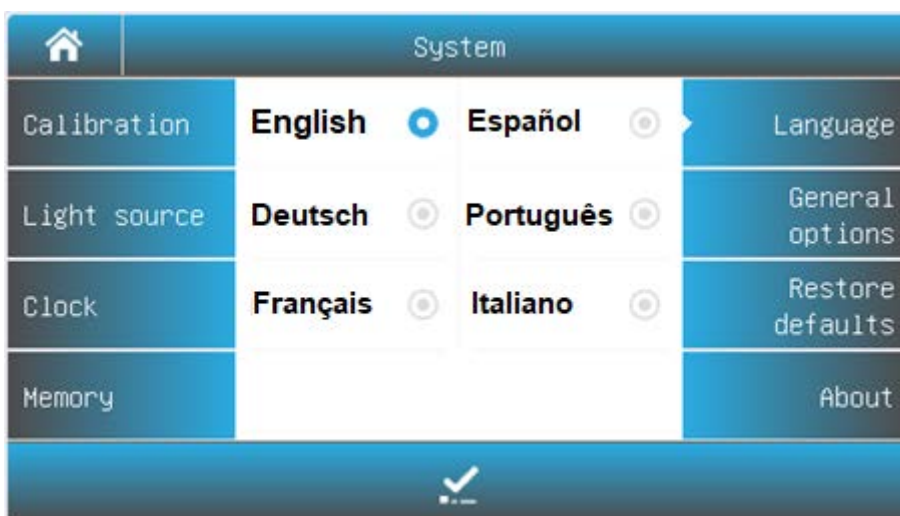 System
Calibration
Light source
Clock
Memory
English
Español
Deutsch
Português
Français
Italiano
Language
General
options
Restore
defaults
About